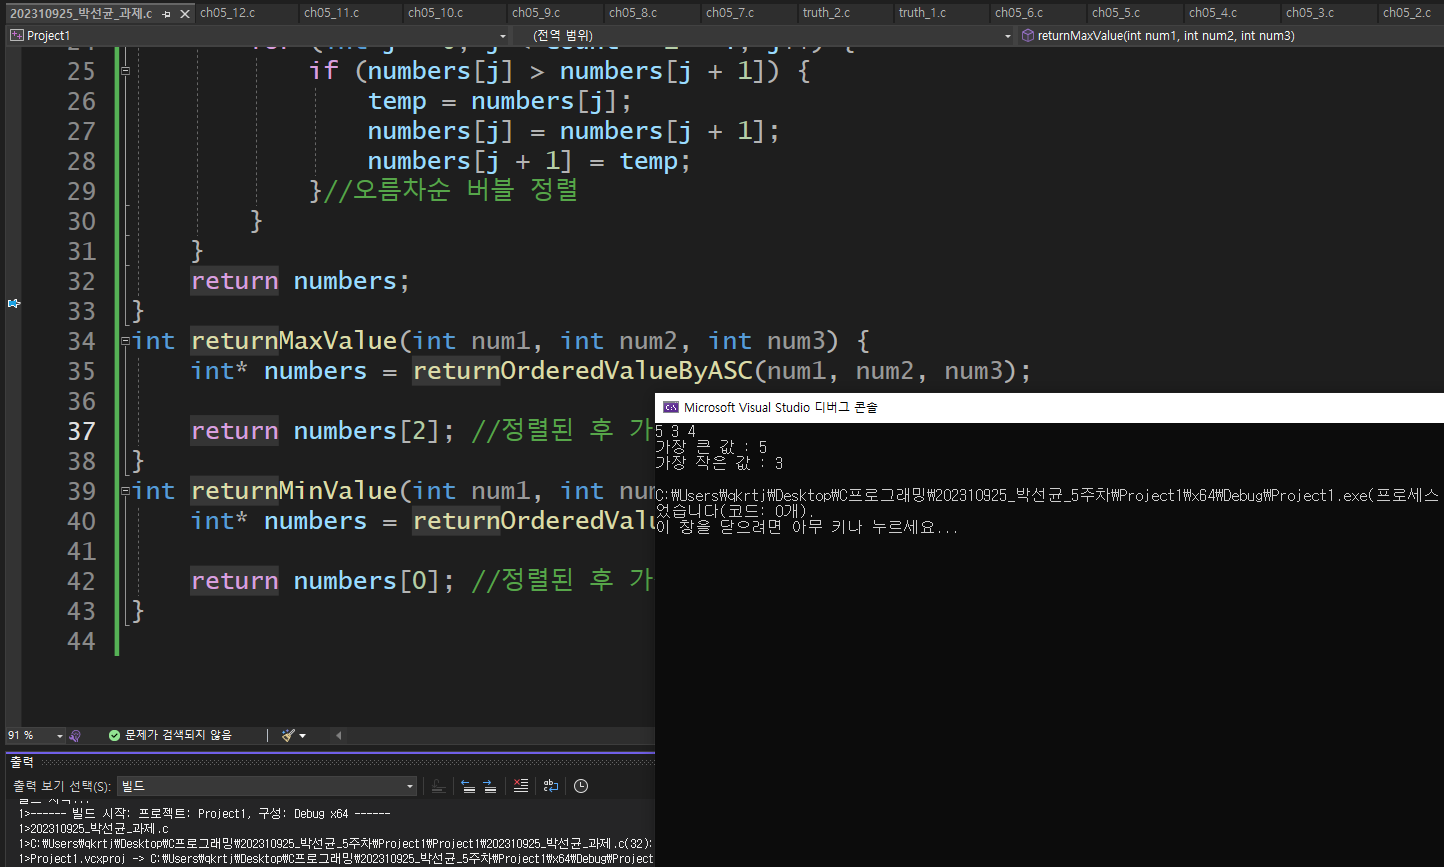 202310925_박선균_과제.c ch05_12.c ch05_11.c ch05_10.c ch05_9.c ch05_8.c ch05_7.c truth_2.c truth_1.c ch05_6.c ch05_5.c ch05_4.c ch05_3.c ch05_2.c
Project1 (전역 범위) returnMaxValue(int num1, int num2, int num3)
25 if (numbers[j] > numbers[j + 1]) {
26 temp = numbers[j];
27 numbers[j] = numbers[j + 1];
28 numbers[j + 1] = temp;
29 }//오름차순 버블 정렬
30 }
31 }
32 return numbers;
33 }
34 int returnMaxValue(int num1, int num2, int num3) {
35 int* numbers = returnOrderedValueByASC(num1, num2, num3);
36
37 return numbers[2]; //정렬된 후 가
38 }
39 int returnMinValue(int num1, int nu
40 int* numbers = returnOrderedValu
41
42 return numbers[0]; //정렬된 후 가
43 }
44
Microsoft Visual Studio 디버그 콘솔
5 3 4
가장 큰 값 : 5
가장 작은 값 : 3
C:₩Users₩qkrtj₩Desktop₩C프로그래밍₩202310925_박선균_5주차₩Project1₩x64₩Debug₩Project1.exe(프로세스
었습니다(코드: 0개).
이 창을 닫으려면 아무 키나 누르세요...
91 % 문제가 검색되지 않음
출력
출력 보기 선택(S): 빌드
1>------ 빌드 시작: 프로젝트: Project1, 구성: Debug x64 ------
1>202310925_박선균_과제.c
1>C:₩Users₩qkrtj₩Desktop₩C프로그래밍₩202310925_박선균_5주차₩Project1₩Project1₩202310925_박선균_과제.c(32):
1>Project1.vcxproj -> C:₩Users₩qkrtj₩Desktop₩C프로그래밍₩202310925_박선균_5주차₩Project1₩x64₩Debug₩Project